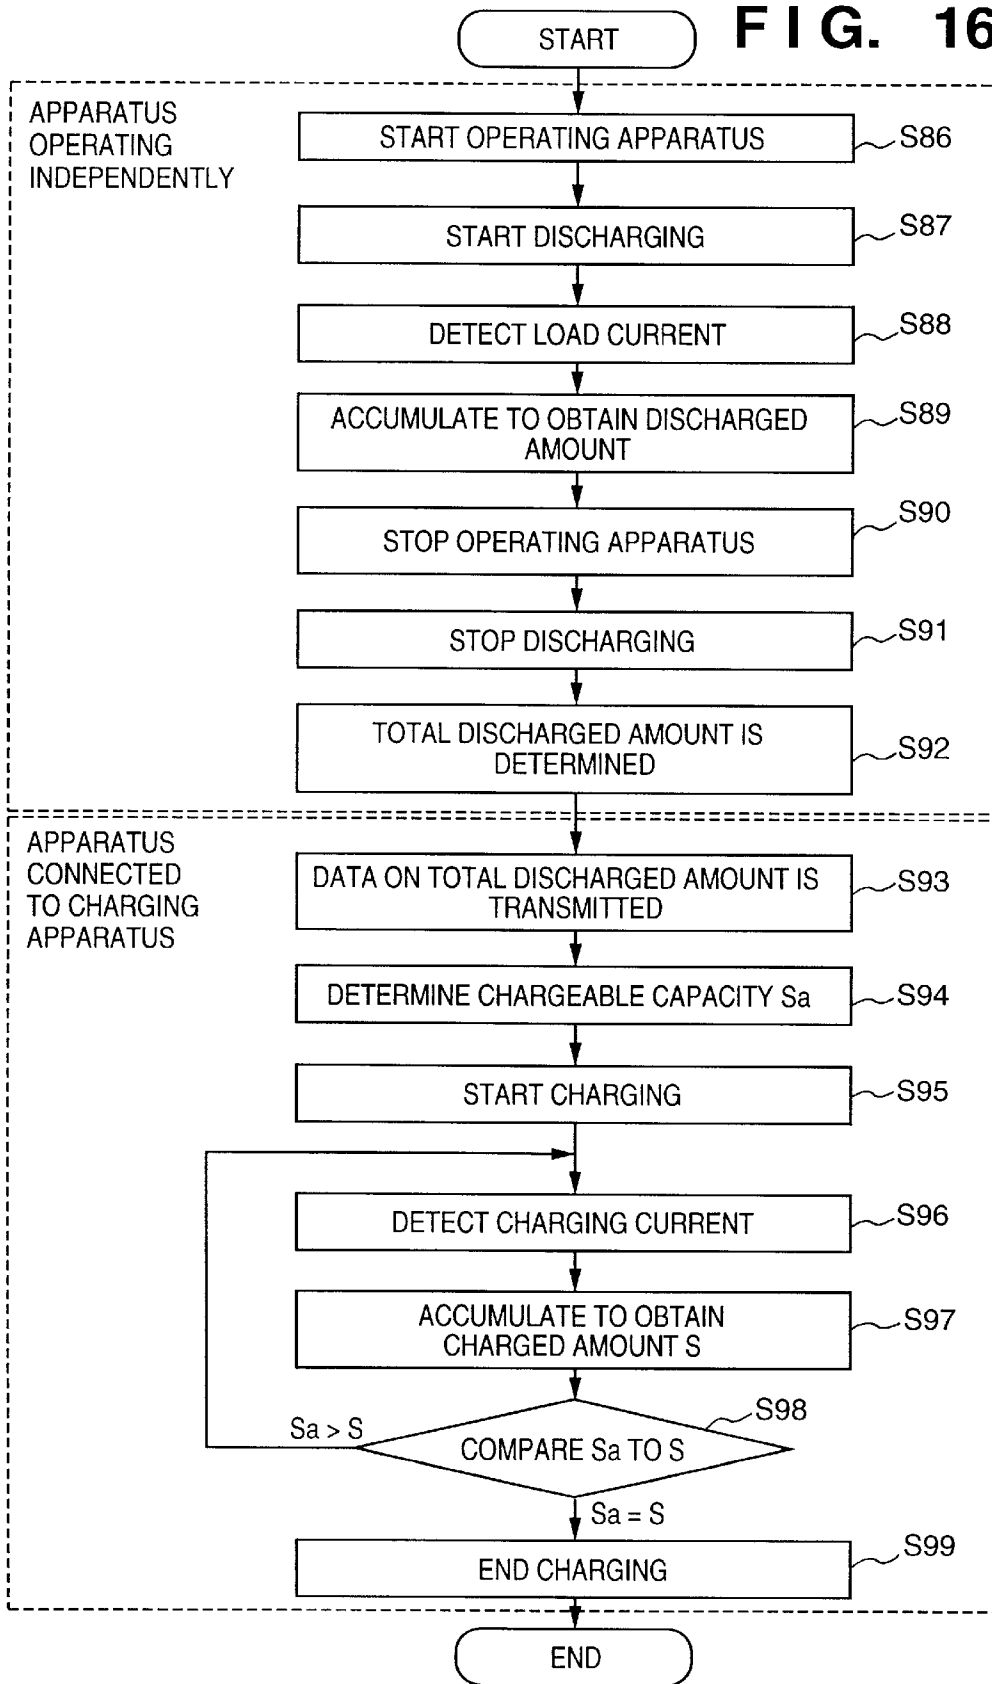 FIG. 16
START
APPARATUS
OPERATING
INDEPENDENTLY
START OPERATING APPARATUS
S86
START DISCHARGING
S87
DETECT LOAD CURRENT
S88
ACCUMULATE TO OBTAIN DISCHARGED
AMOUNT
S89
STOP OPERATING APPARATUS
S90
STOP DISCHARGING
S91
TOTAL DISCHARGED AMOUNT IS
DETERMINED
S92
APPARATUS
CONNECTED
TO CHARGING
APPARATUS
DATA ON TOTAL DISCHARGED AMOUNT IS
TRANSMITTED
S93
DETERMINE CHARGEABLE CAPACITY Sa
S94
START CHARGING
S95
DETECT CHARGING CURRENT
S96
ACCUMULATE TO OBTAIN
CHARGED AMOUNT S
S97
S98
Sa > S
COMPARE Sa TO S
Sa = S
END CHARGING
S99
END